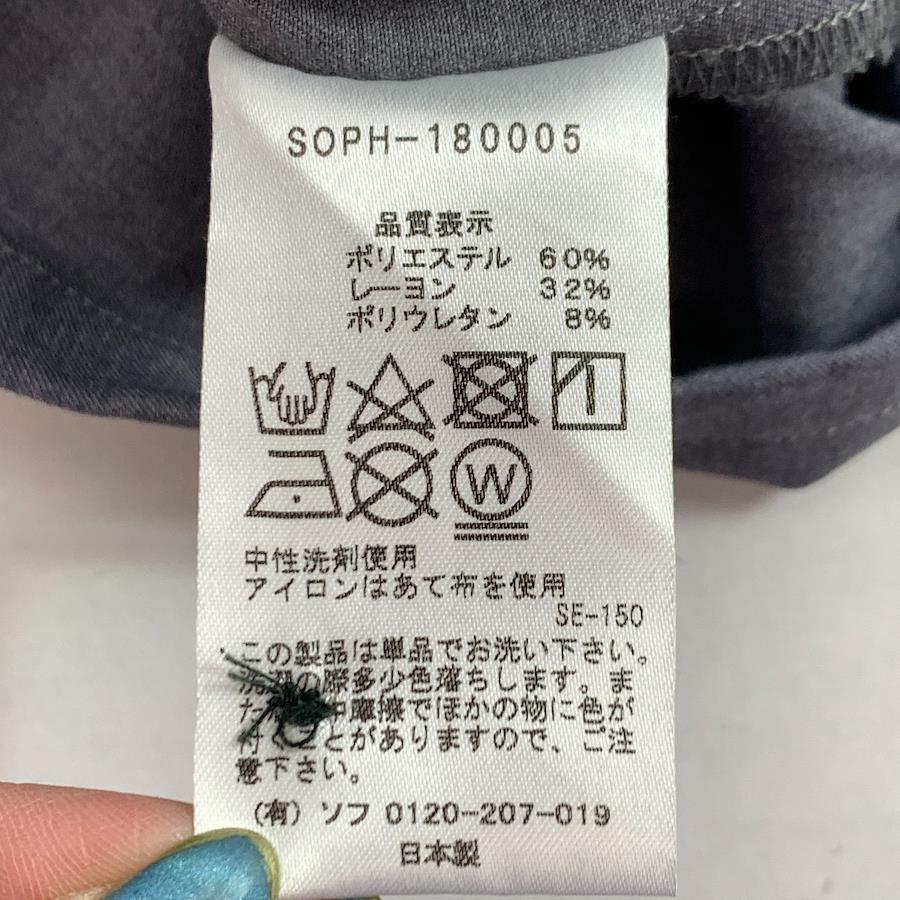 SOPH-180005
品質表示
ポリエステル 60%
レーヨン 32%
ポリウレタン 8%
W
中性洗剤使用
アイロンはあて布を使用
SE-150
この製品は単品でお洗い下さい。
の際多少色落ちします。ま
た 中摩擦でほかの物に色が
付くことがありますので、ご注
意下さい。
(有) ソフ 0120-207-019
日本製